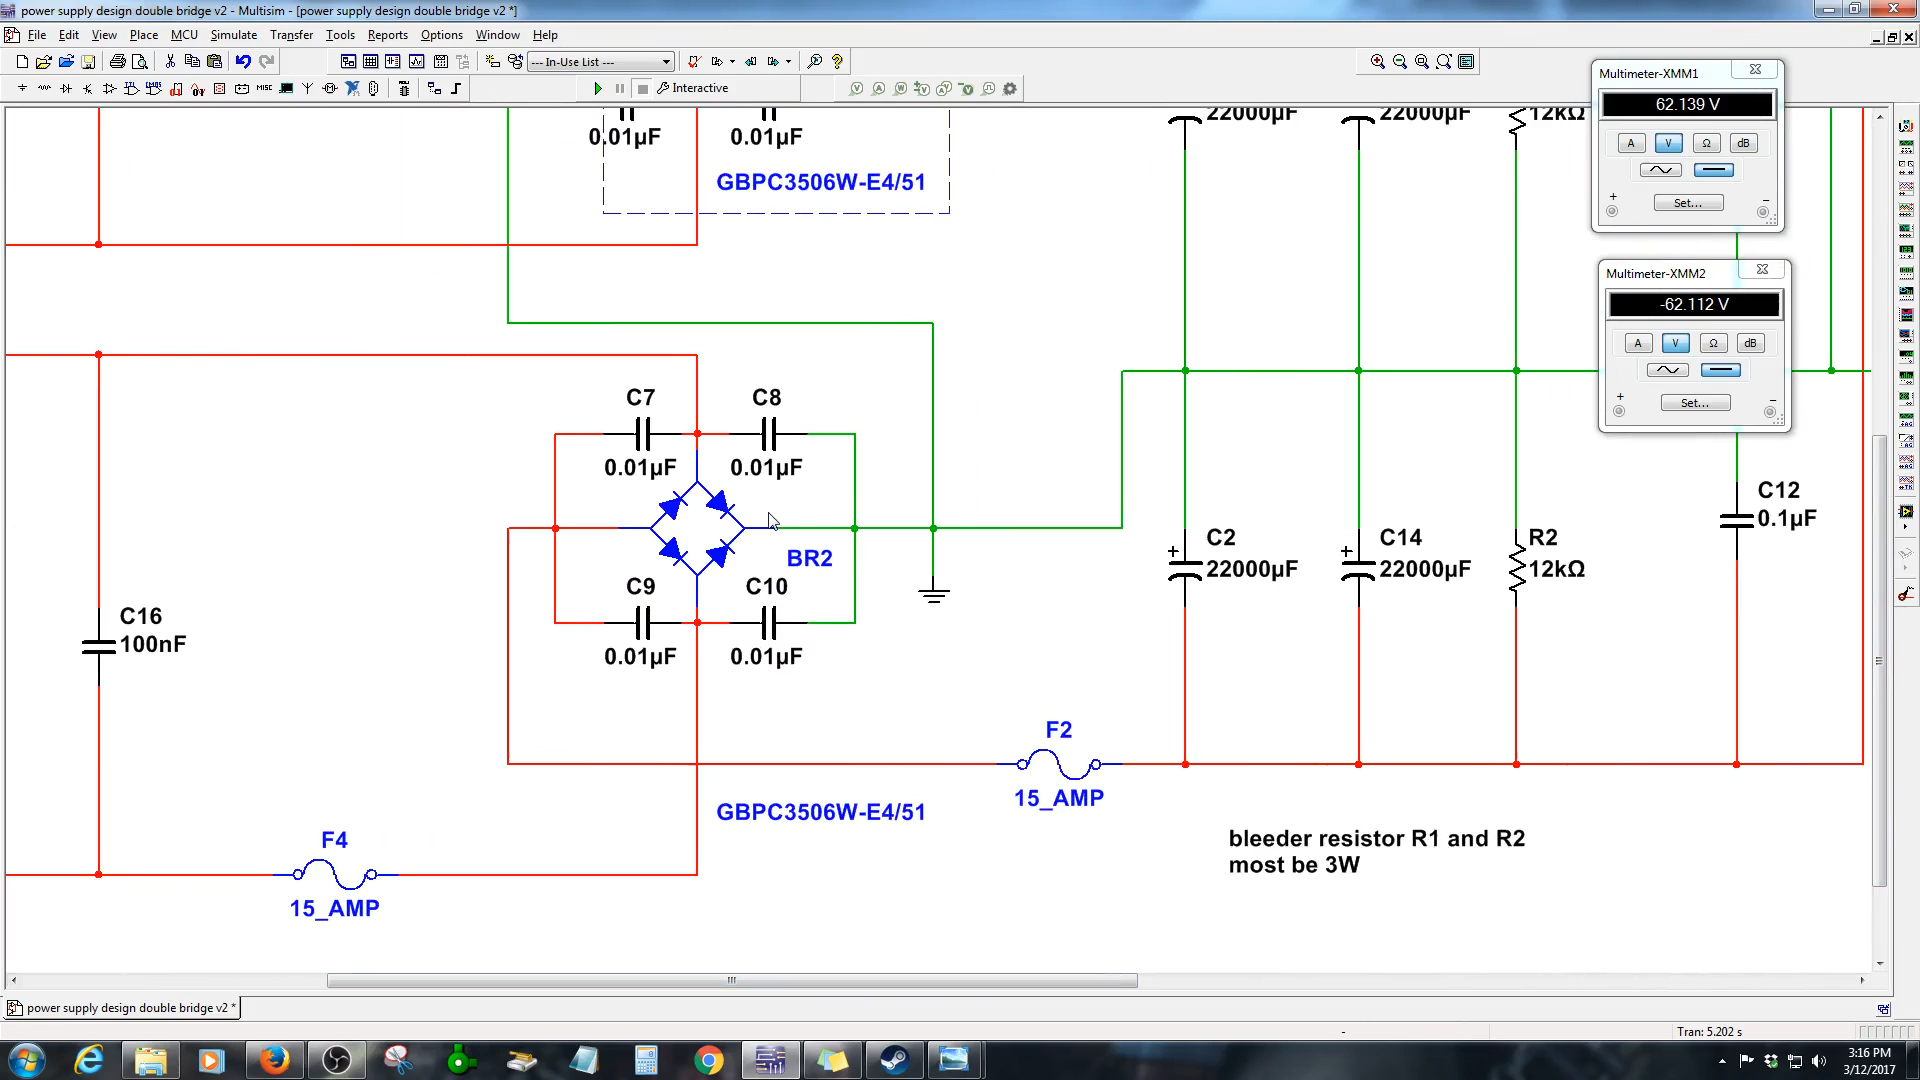 power supply design double bridge v2 - Multisim - [power supply design double bridge v2 *]
File Edit View Place MCU Simulate Transfer Tools Reports Options Window Help
--- In-Use List ---
MISC
Interactive
Multimeter-XMM1
62.139 V
A V Ω dB
+ −
Set...
Multimeter-XMM2
-62.112 V
A V Ω dB
+ −
Set...
0.01µF
0.01µF
GBPC3506W-E4/51
22000µF
22000µF
12kΩ
C7
0.01µF
C8
0.01µF
BR2
C9
0.01µF
C10
0.01µF
C16
100nF
C2
+
22000µF
C14
+
22000µF
R2
12kΩ
C12
0.1µF
F2
15_AMP
GBPC3506W-E4/51
F4
15_AMP
bleeder resistor R1 and R2
most be 3W
power supply design double bridge v2 *
-
Tran: 5.202 s
3:16 PM
3/12/2017